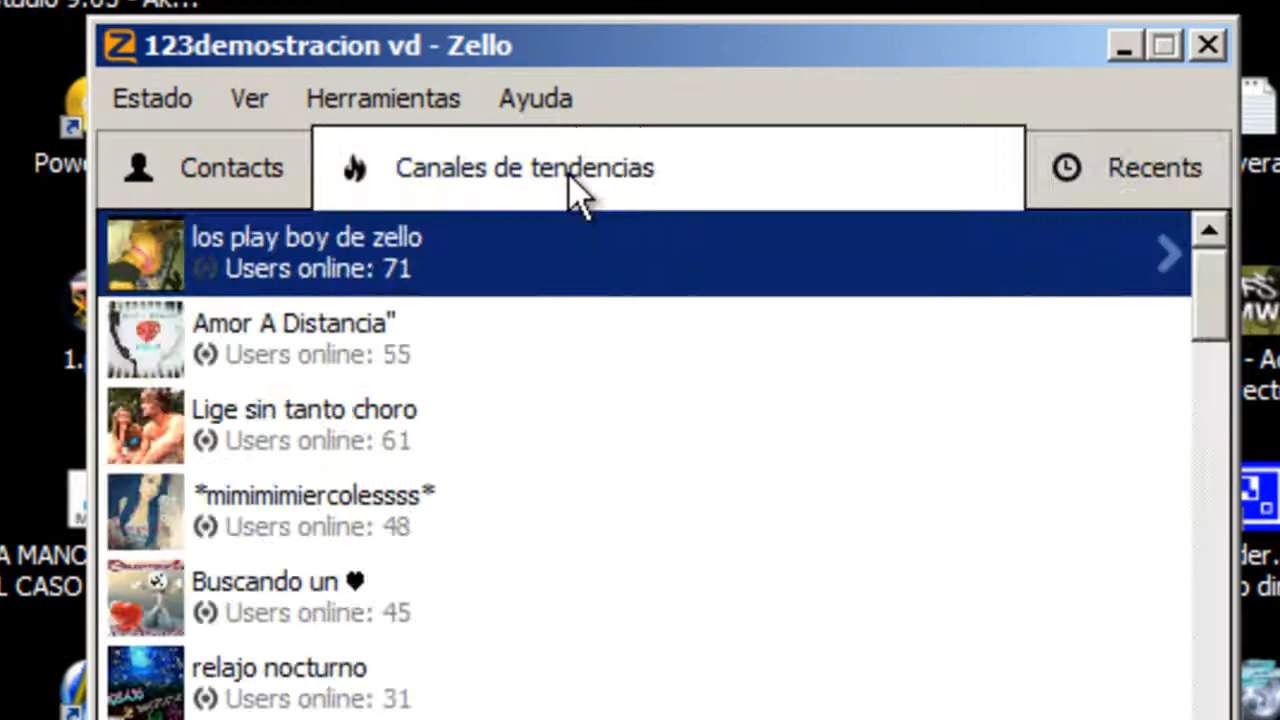 123demostracion vd - Zello
Estado Ver Herramientas Ayuda
Contacts Canales de tendencias Recents
los play boy de zello
Users online: 71
Amor A Distancia"
Users online: 55
Lige sin tanto choro
Users online: 61
*mimimimiercolessss*
Users online: 48
Buscando un ♥
Users online: 45
relajo nocturno
Users online: 31
A MANO
L CASO